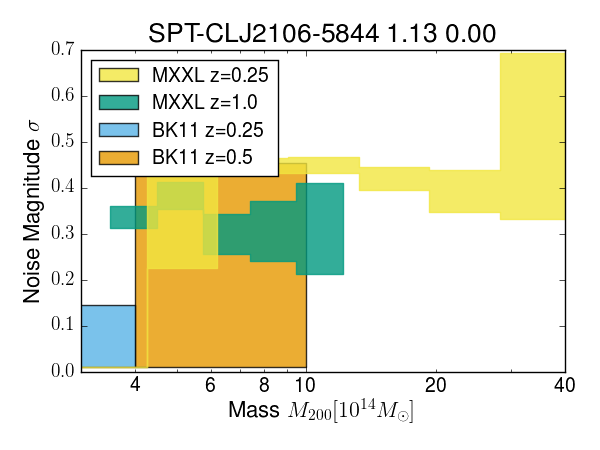 SPT-CLJ2106-5844 1.13 0.00
MXXL z=0.25
MXXL z=1.0
BK11 z=0.25
BK11 z=0.5
Noise Magnitude σ
0.7
0.6
0.5
0.4
0.3
0.2
0.1
0.0
4 6 8 10 20 40
Mass M₂₀₀[10¹⁴M☉]